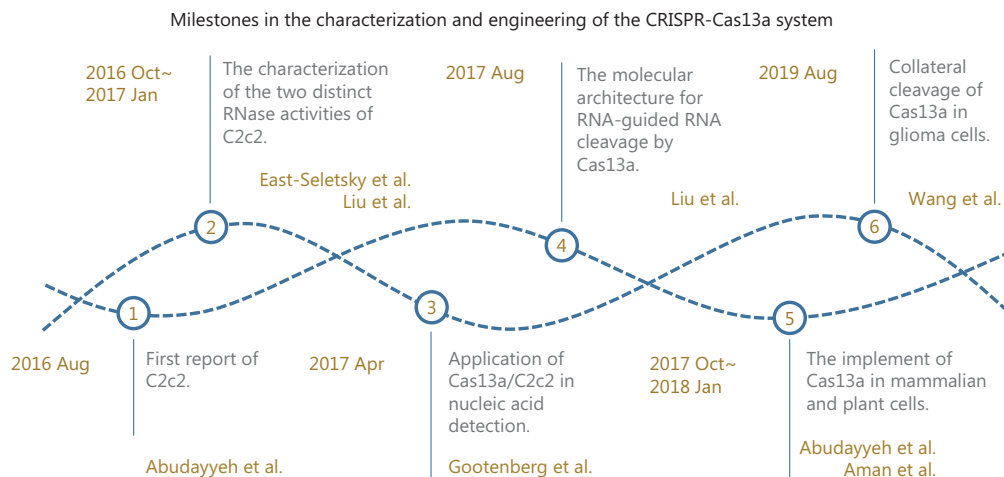 Milestones in the characterization and engineering of the CRISPR-Cas13a system
2016 Oct~
2017 Jan
The characterization
of the two distinct
RNase activities of
C2c2.
East-Seletsky et al.
Liu et al.
2017 Aug
The molecular
architecture for
RNA-guided RNA
cleavage by
Cas13a.
Liu et al.
2019 Aug
Collateral
cleavage of
Cas13a in
glioma cells.
Wang et al.
2
4
6
1
3
5
2016 Aug
First report of
C2c2.
Abudayyeh et al.
2017 Apr
Application of
Cas13a/C2c2 in
nucleic acid
detection.
Gootenberg et al.
2017 Oct~
2018 Jan
The implement of
Cas13a in mammalian
and plant cells.
Abudayyeh et al.
Aman et al.